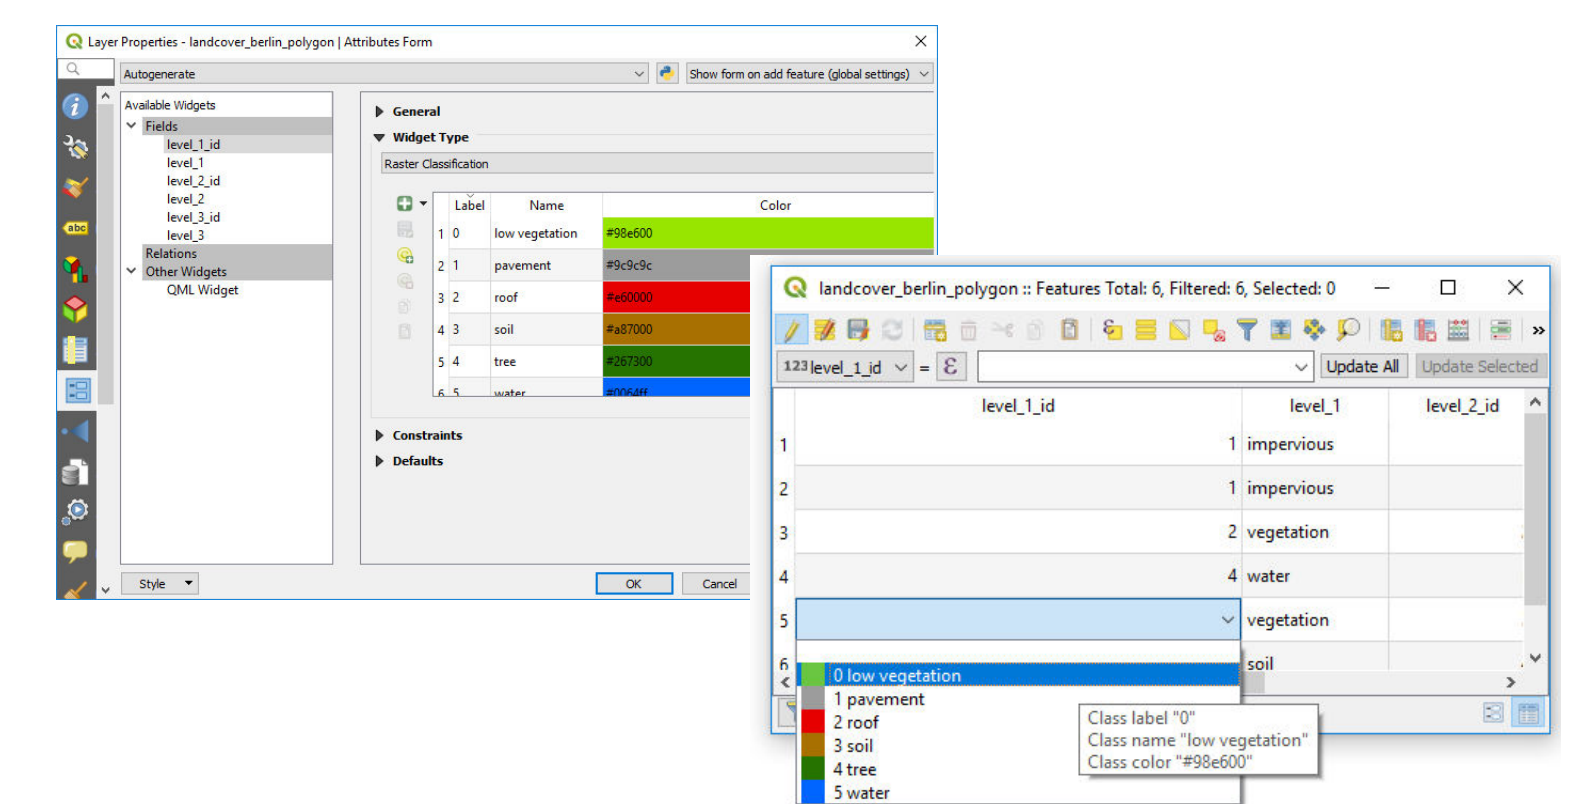 Layer Properties - landcover_berlin_polygon | Attributes Form
Autogenerate
Show form on add feature (global settings)
Available Widgets
Fields
level_1_id
level_1
level_2_id
level_2
level_3_id
level_3
Relations
Other Widgets
QML Widget
abc
General
Widget Type
Raster Classification
Label Name Color
1 0 low vegetation #98e600
2 1 pavement #9c9c9c
3 2 roof #e60000
4 3 soil #a87000
5 4 tree #267300
6 5 water #0064ff
Constraints
Defaults
Style
OK
Cancel
landcover_berlin_polygon :: Features Total: 6, Filtered: 6, Selected: 0
123 level_1_id = ε Update All Update Selected
level_1_id level_1 level_2_id
1 1 impervious
2 1 impervious
3 2 vegetation
4 4 water
5 vegetation
6 soil
0 low vegetation
1 pavement
2 roof
3 soil
4 tree
5 water
Class label "0"
Class name "low vegetation"
Class color "#98e600"